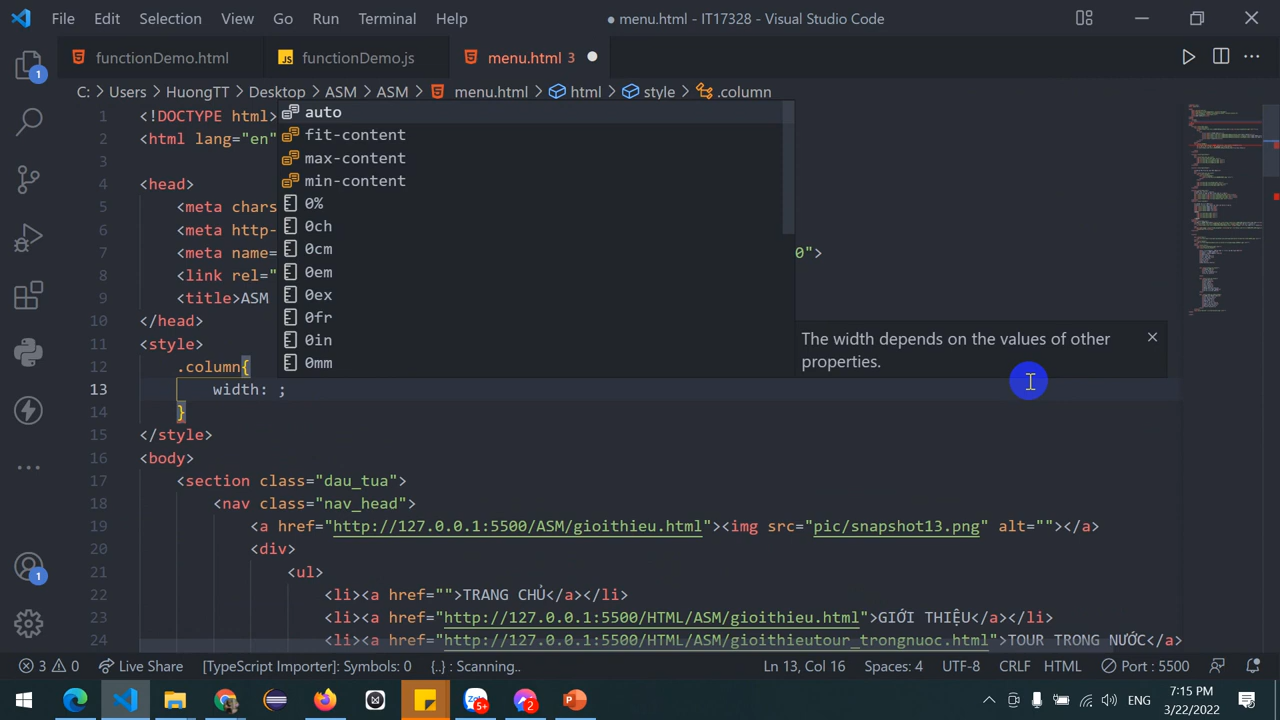 File Edit Selection View Go Run Terminal Help ● menu.html - IT17328 - Visual Studio Code
functionDemo.html JS functionDemo.js menu.html 3
C: > Users > HuongTT > Desktop > ASM > ASM > menu.html > html > style > .column
1 <!DOCTYPE html>
2 <html lang="en"
3
4 <head>
5 <meta chars
6 <meta http-
7 <meta name= 0">
8 <link rel="
9 <title>ASM
10 </head>
11 <style>
12 .column{
13 width: ;
14 }
15 </style>
16 <body>
17 <section class="dau_tua">
18 <nav class="nav_head">
19 <a href="http://127.0.0.1:5500/ASM/gioithieu.html"><img src="pic/snapshot13.png" alt=""></a>
20 <div>
21 <ul>
22 <li><a href="">TRANG CHỦ</a></li>
23 <li><a href="http://127.0.0.1:5500/HTML/ASM/gioithieu.html">GIỚI THIỆU</a></li>
24 <li><a href="http://127.0.0.1:5500/HTML/ASM/gioithieutour_trongnuoc.html">TOUR TRONG NƯỚC</a>
auto
fit-content
max-content
min-content
0%
0ch
0cm
0em
0ex
0fr
0in
0mm
The width depends on the values of other
properties.
1
1
3 0 Live Share [TypeScript Importer]: Symbols: 0 {..} : Scanning.. Ln 13, Col 16 Spaces: 4 UTF-8 CRLF HTML Port : 5500
Zalo 5+ 2 ENG 7:15 PM
3/22/2022